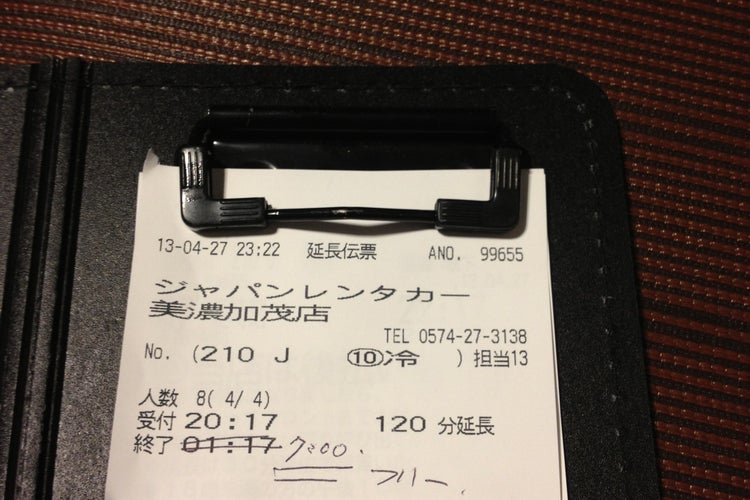 13-04-27 23:22 延長伝票 ANO. 99655
ジャパンレンタカー
美濃加茂店
TEL 0574-27-3138
No. (210 J ⑩冷 ) 担当13
人数 8( 4/ 4)
受付 20:17 120 分延長
終了 01:17 7:00.
フリー